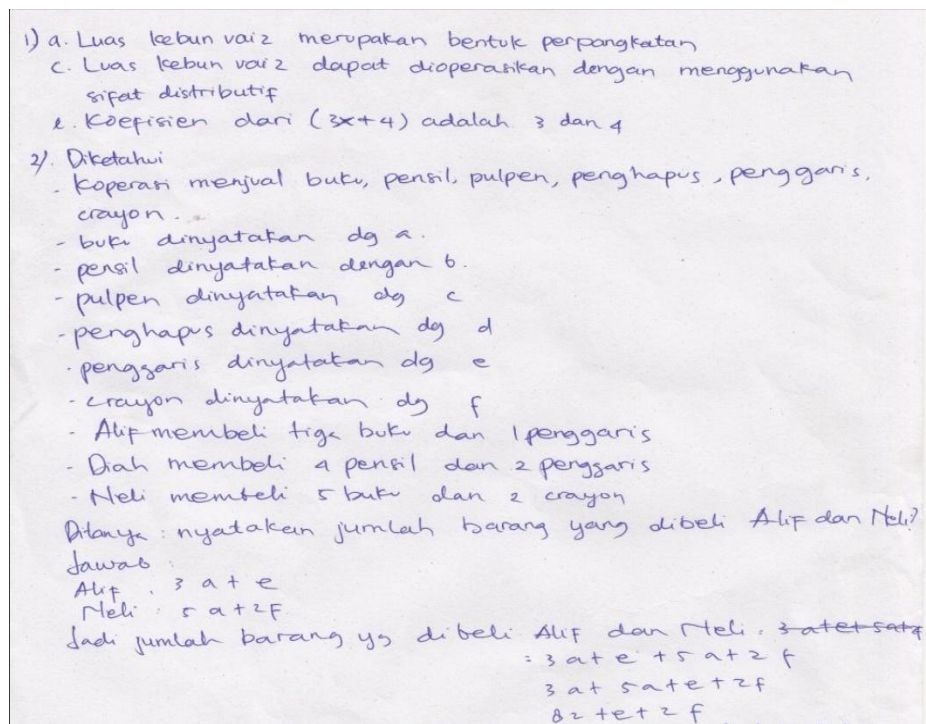 1) a. Luas kebun vaiz merupakan bentuk perpangkatan
c. Luas kebun vaiz dapat dioperasikan dengan menggunakan
sifat distributif
e. Koefisien dari (3x+4) adalah 3 dan 4
2). Diketahui
- Koperasi menjual buku, pensil, pulpen, penghapus, penggaris,
crayon.
- buku dinyatakan dg a.
- pensil dinyatakan dengan b.
- pulpen dinyatakan dg c
- penghapus dinyatakan dg d
- penggaris dinyatakan dg e
- crayon dinyatakan dg f
- Alif membeli tiga buku dan 1 penggaris
- Diah membeli 4 pensil dan 2 penggaris
- Neli membeli 5 buku dan 2 crayon
Ditanya : nyatakan jumlah barang yang dibeli Alif dan Neli?
Jawab :
Alif : 3a+e
Neli : 5a+2f
Jadi jumlah barang yg dibeli Alif dan Neli : 3a+e+5a+
= 3a+e+5a+2f
3a+5a+e+2f
8a+e+2f